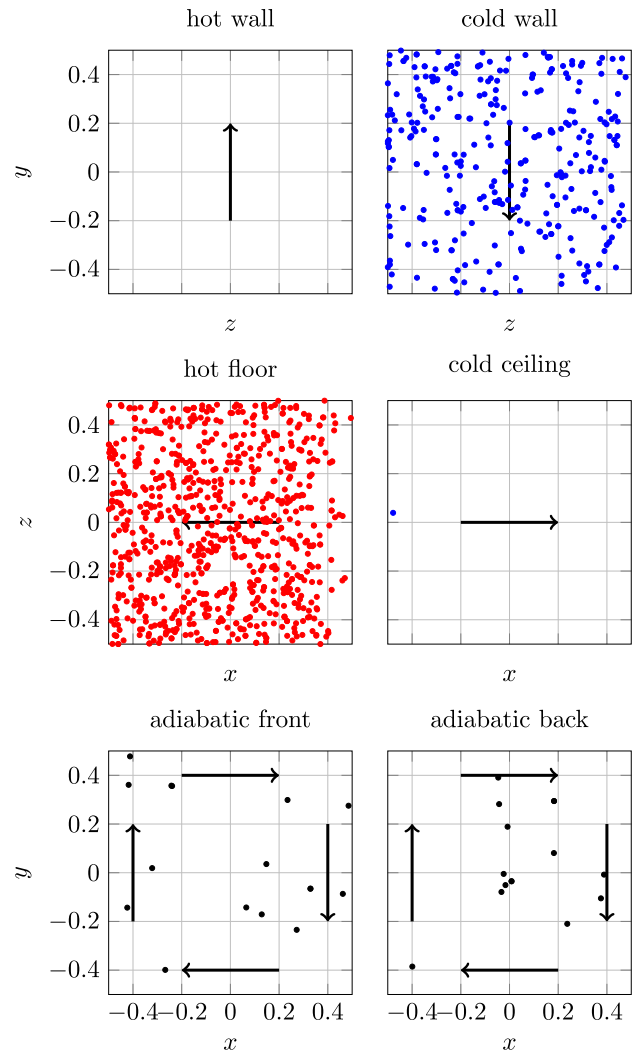 hot wall cold wall
0.4
0.2
0
−0.2
−0.4
y
z z
hot floor cold ceiling
0.4
0.2
0
−0.2
−0.4
z
x x
adiabatic front adiabatic back
0.4
0.2
0
−0.2
−0.4
y
−0.4 −0.2 0 0.2 0.4 −0.4 −0.2 0 0.2 0.4
x x